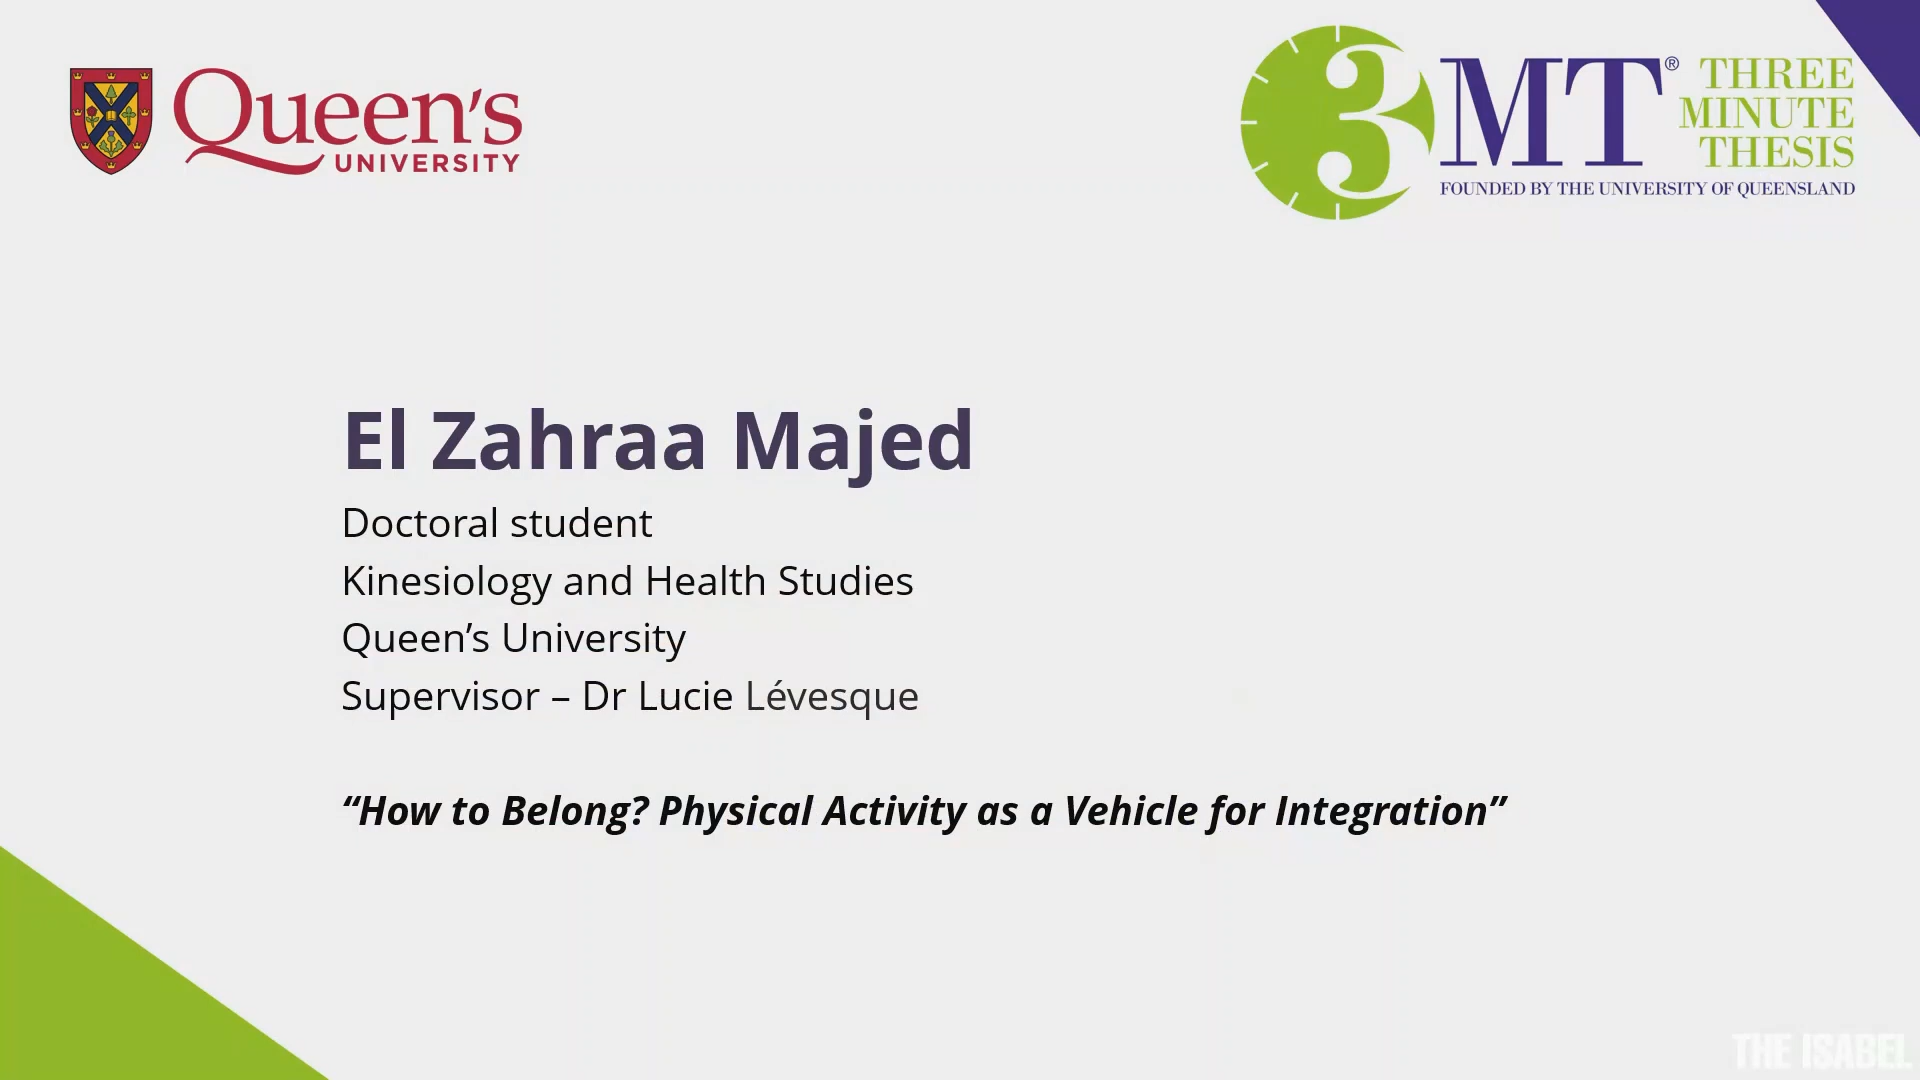 Queen's
UNIVERSITY
3MT®
THREE
MINUTE
THESIS
FOUNDED BY THE UNIVERSITY OF QUEENSLAND
El Zahraa Majed
Doctoral student
Kinesiology and Health Studies
Queen’s University
Supervisor – Dr Lucie Lévesque
“How to Belong? Physical Activity as a Vehicle for Integration”
THE ISABEL